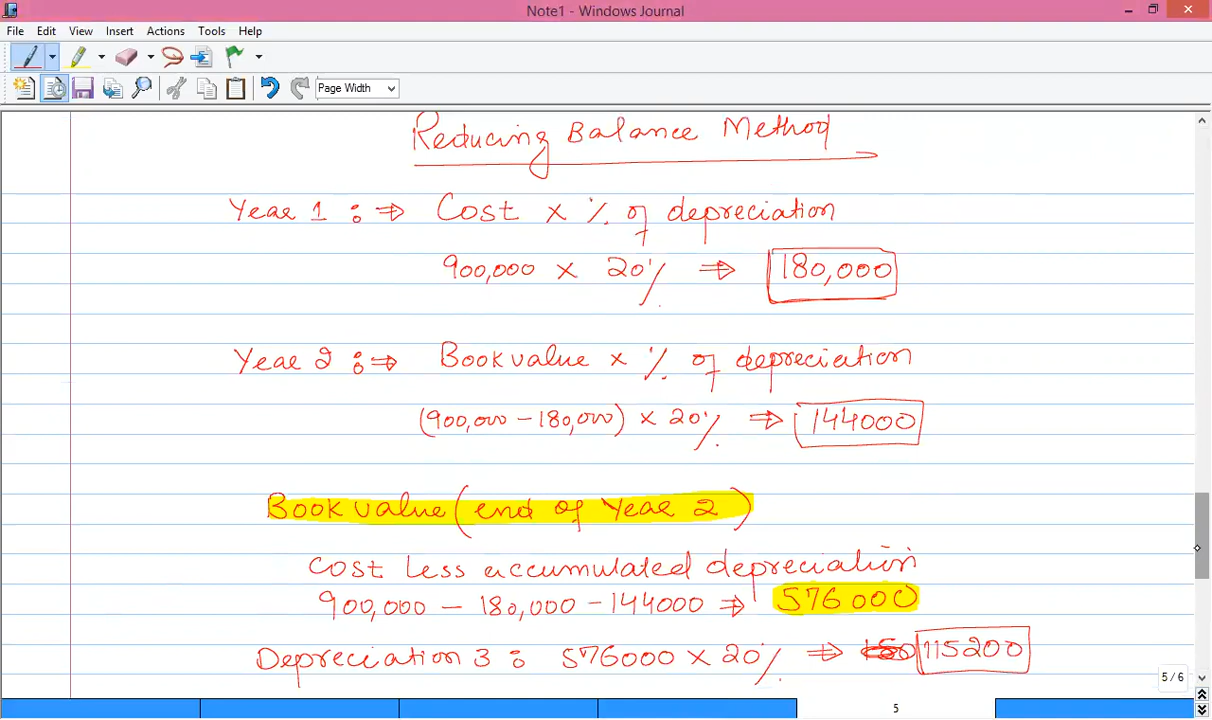 Note1 - Windows Journal
File Edit View Insert Actions Tools Help
Page Width
Reducing Balance Method
Year 1 :⇒ Cost × % of depreciation
900,000 × 20% ⇒ 180,000
Year 2 :⇒ Book value × % of depreciation
(900,000 - 180,000) × 20% ⇒ 144000
Book value (end of Year 2)
Cost less accumulated depreciation
900,000 - 180,000 - 144000 ⇒ 576000
Depreciation 3 : 576000 × 20% ⇒ 115200
5 / 6
5